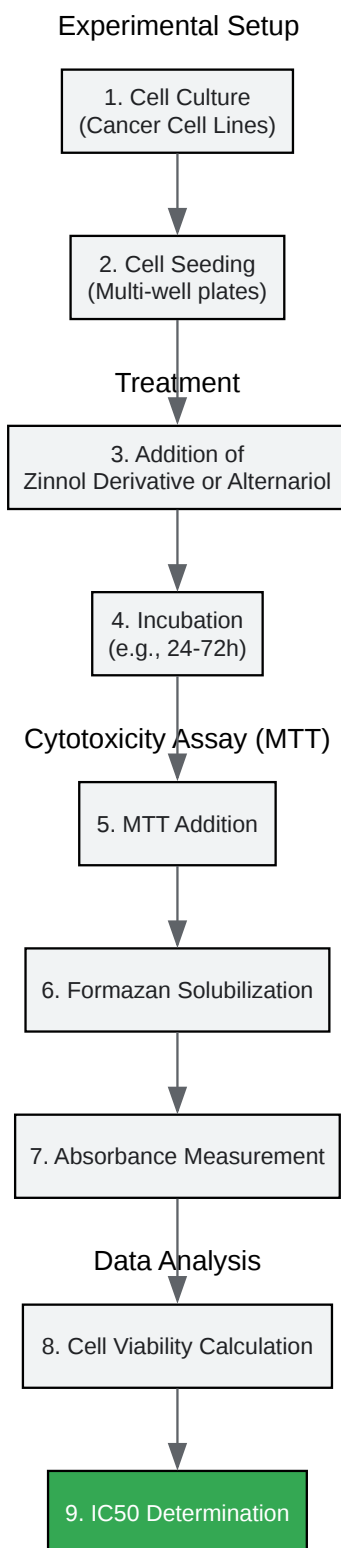 Experimental Setup
1. Cell Culture
(Cancer Cell Lines)
2. Cell Seeding
(Multi-well plates)
Treatment
3. Addition of
Zinnol Derivative or Alternariol
4. Incubation
(e.g., 24-72h)
Cytotoxicity Assay (MTT)
5. MTT Addition
6. Formazan Solubilization
7. Absorbance Measurement
Data Analysis
8. Cell Viability Calculation
9. IC50 Determination